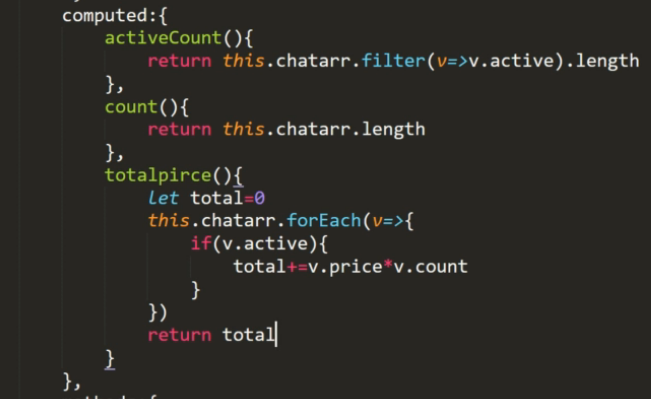 computed:{
activeCount(){
return this.chatarr.filter(v=>v.active).length
},
count(){
return this.chatarr.length
},
totalpirce(){
let total=0
this.chatarr.forEach(v=>{
if(v.active){
total+=v.price*v.count
}
})
return total
}
},